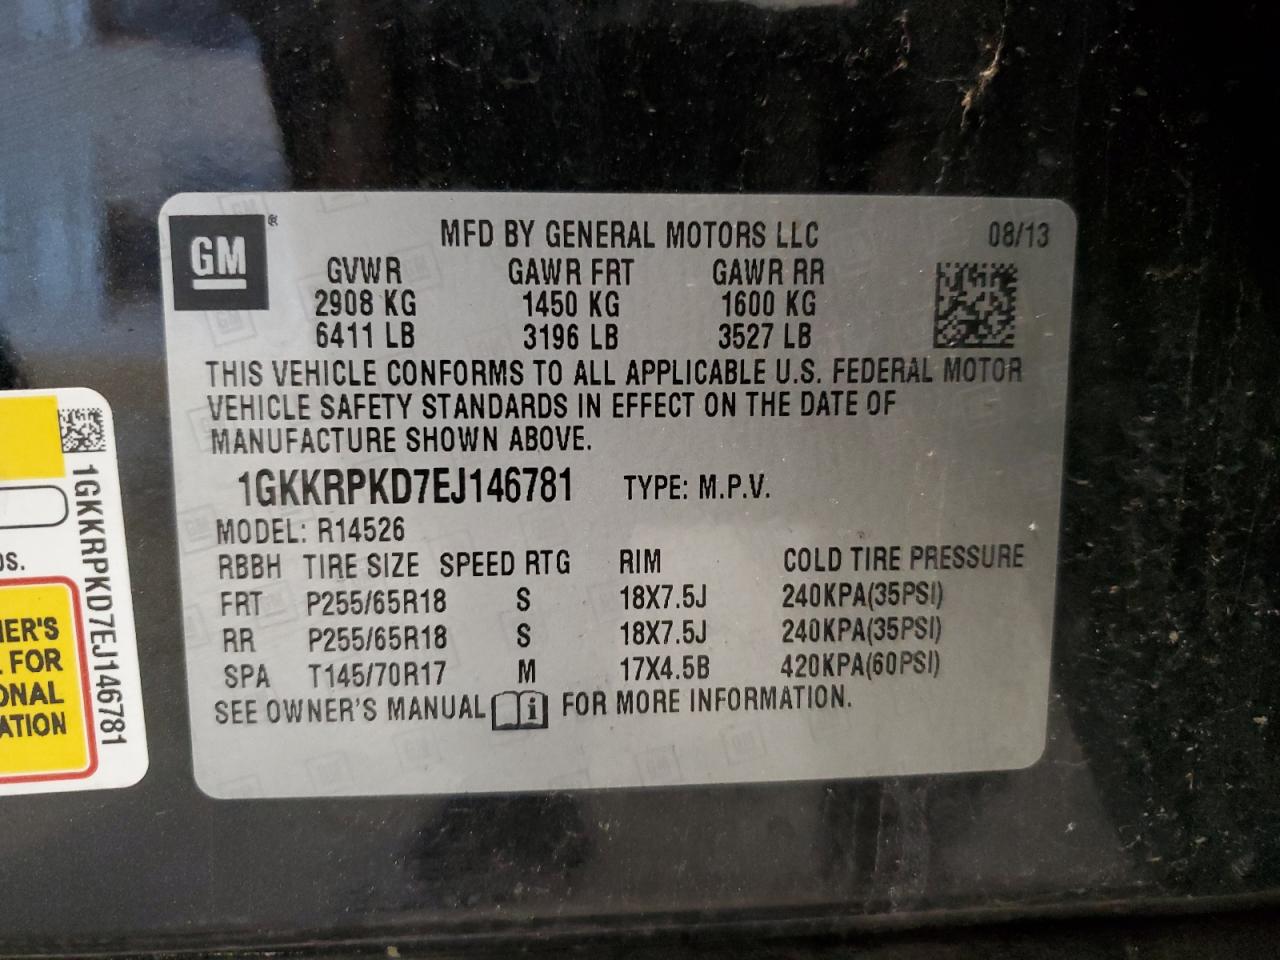 GM ®
MFD BY GENERAL MOTORS LLC 08/13
GVWR GAWR FRT GAWR RR
2908 KG 1450 KG 1600 KG
6411 LB 3196 LB 3527 LB
THIS VEHICLE CONFORMS TO ALL APPLICABLE U.S. FEDERAL MOTOR
VEHICLE SAFETY STANDARDS IN EFFECT ON THE DATE OF
MANUFACTURE SHOWN ABOVE.
1GKKRPKD7EJ146781 TYPE: M.P.V.
MODEL: R14526
RBBH TIRE SIZE SPEED RTG RIM COLD TIRE PRESSURE
FRT P255/65R18 S 18X7.5J 240KPA(35PSI)
RR P255/65R18 S 18X7.5J 240KPA(35PSI)
SPA T145/70R17 M 17X4.5B 420KPA(60PSI)
SEE OWNER'S MANUAL i FOR MORE INFORMATION.
1GKKRPKD7EJ146781
FOR